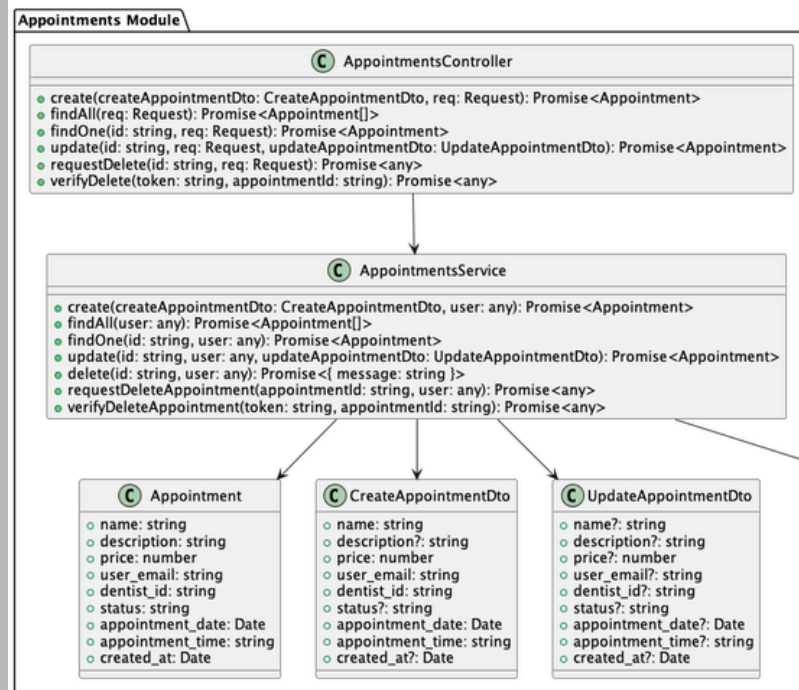 Appointments Module
C AppointmentsController
create(createAppointmentDto: CreateAppointmentDto, req: Request): Promise<Appointment>
findAll(req: Request): Promise<Appointment[]>
findOne(id: string, req: Request): Promise<Appointment>
update(id: string, req: Request, updateAppointmentDto: UpdateAppointmentDto): Promise<Appointment>
requestDelete(id: string, req: Request): Promise<any>
verifyDelete(token: string, appointmentId: string): Promise<any>
C AppointmentsService
create(createAppointmentDto: CreateAppointmentDto, user: any): Promise<Appointment>
findAll(user: any): Promise<Appointment[]>
findOne(id: string, user: any): Promise<Appointment>
update(id: string, user: any, updateAppointmentDto: UpdateAppointmentDto): Promise<Appointment>
delete(id: string, user: any): Promise<{ message: string }>
requestDeleteAppointment(appointmentId: string, user: any): Promise<any>
verifyDeleteAppointment(token: string, appointmentId: string): Promise<any>
C Appointment
name: string
description: string
price: number
user_email: string
dentist_id: string
status: string
appointment_date: Date
appointment_time: string
created_at: Date
C CreateAppointmentDto
name: string
description?: string
price: number
user_email: string
dentist_id: string
status?: string
appointment_date: Date
appointment_time: string
created_at?: Date
C UpdateAppointmentDto
name?: string
description?: string
price?: number
user_email?: string
dentist_id?: string
status?: string
appointment_date?: Date
appointment_time?: string
created_at?: Date